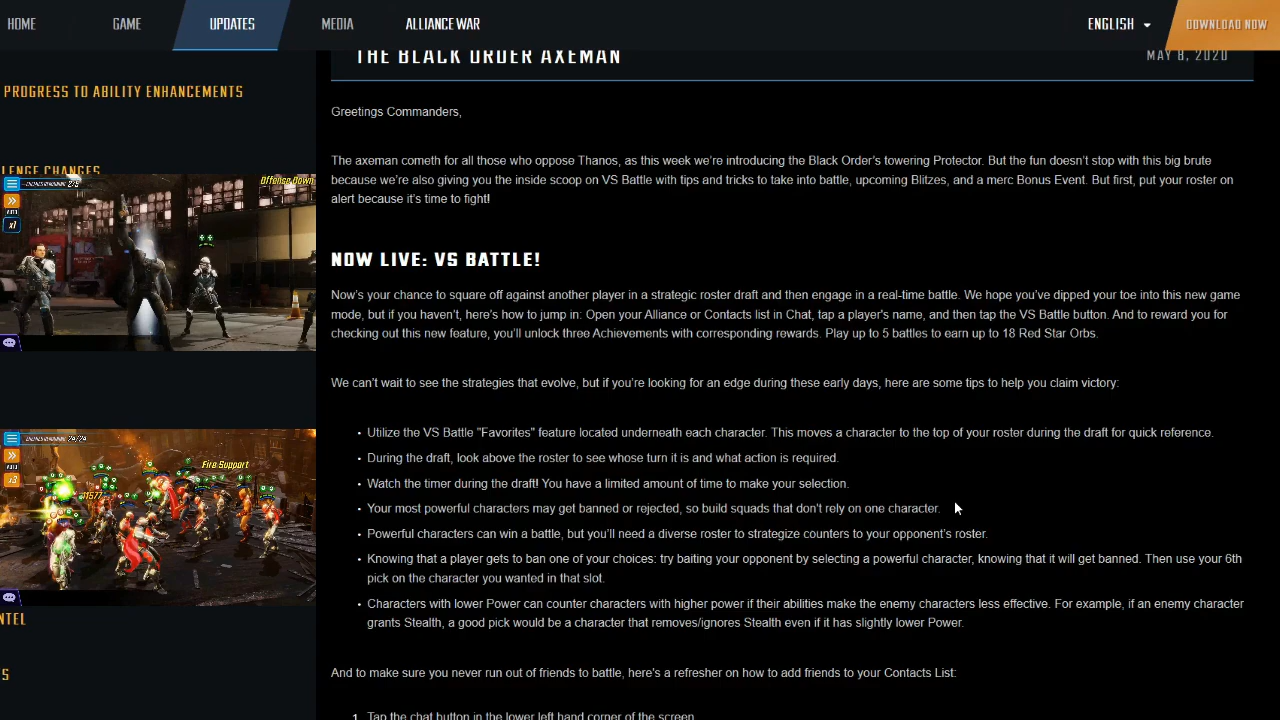 HOME GAME UPDATES MEDIA ALLIANCE WAR ENGLISH DOWNLOAD NOW
THE BLACK ORDER AXEMAN MAY 8, 2020
PROGRESS TO ABILITY ENHANCEMENTS
LENGE CHANGES
ENEMIES REMAINING 2/5
Offense Down
AUTO
x1
ENEMIES REMAINING 24/24
Fire Support
AUTO
x3
11577
NTEL
S
Greetings Commanders,
The axeman cometh for all those who oppose Thanos, as this week we're introducing the Black Order's towering Protector. But the fun doesn't stop with this big brute
because we're also giving you the inside scoop on VS Battle with tips and tricks to take into battle, upcoming Blitzes, and a merc Bonus Event. But first, put your roster on
alert because it's time to fight!
NOW LIVE: VS BATTLE!
Now's your chance to square off against another player in a strategic roster draft and then engage in a real-time battle. We hope you've dipped your toe into this new game
mode, but if you haven't, here's how to jump in: Open your Alliance or Contacts list in Chat, tap a player's name, and then tap the VS Battle button. And to reward you for
checking out this new feature, you'll unlock three Achievements with corresponding rewards. Play up to 5 battles to earn up to 18 Red Star Orbs.
We can't wait to see the strategies that evolve, but if you're looking for an edge during these early days, here are some tips to help you claim victory:
• Utilize the VS Battle "Favorites" feature located underneath each character. This moves a character to the top of your roster during the draft for quick reference.
• During the draft, look above the roster to see whose turn it is and what action is required.
• Watch the timer during the draft! You have a limited amount of time to make your selection.
• Your most powerful characters may get banned or rejected, so build squads that don't rely on one character.
• Powerful characters can win a battle, but you'll need a diverse roster to strategize counters to your opponent's roster.
• Knowing that a player gets to ban one of your choices: try baiting your opponent by selecting a powerful character, knowing that it will get banned. Then use your 6th
pick on the character you wanted in that slot.
• Characters with lower Power can counter characters with higher power if their abilities make the enemy characters less effective. For example, if an enemy character
grants Stealth, a good pick would be a character that removes/ignores Stealth even if it has slightly lower Power.
And to make sure you never run out of friends to battle, here's a refresher on how to add friends to your Contacts List:
1. Tap the chat button in the lower left hand corner of the screen